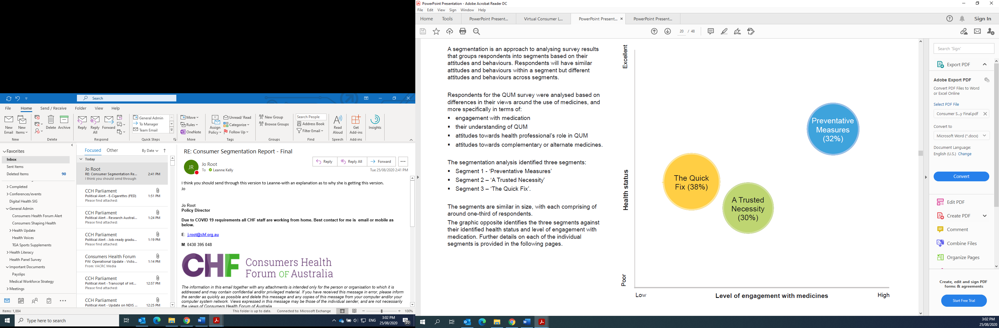 Search
File Home Send / Receive Folder View Help
New Email
New Items
Delete
Archive
Reply
Reply All
Forward
General Admin
To Manager
Team Email
Move
Rules
OneNote
Assign Policy
Unread/ Read
Categorize
Follow Up
New Group
Browse Groups
Search People
Address Book
Filter Email
Read Aloud
Get Add-ins
Insights
New Delete Respond Quick Steps Move Tags Groups Find Speech Add-ins
Favorites
Inbox
Sent Items
Deleted Items 90
Completed
Conferences/events
Digital Health SIG
General Admin
Consumers Health Forum Alert
Consumers Shaping Health
Health Update
Health Voices
TGA Sports Supplements
Health Literacy
Health Panel Survey
Important Documents
Payslips
Medical Workforce Strategy
Meetings
Items: 1,884
Focused Other By Date
Today
Jo Root
RE: Consumer Segmentation Re... 2:41 PM
I think you should send through
CCH Parliament
Political Alert - E-Cigarettes (FED) 1:51 PM
Please find attached:
CCH Parliament
Political Alert - Research Austral... 1:24 PM
Please find attached:
CCH Parliament
Political Alert - Job-ready gradu... 1:19 PM
Please find attached:
Consumers Health Forum
FW: Operational Update - Victo... 1:14 PM
From: VACRC Media
CCH Parliament
Political Alert - Transcript of int... 12:57 PM
Please find attached:
CCH Parliament
Political Alert - Update on NDIS ... 12:25 PM
RE: Consumer Segmentation Report - Final
JR
Jo Root
To Leanne Kelly
Reply Reply All Forward
Tue 25/08/2020 2:41 PM
I think you should send through this version to Leanne-with an explanation as to why she is getting this version.
Jo
Jo Root
Policy Director
Due to COVID 19 requirements all CHF staff are working from home. Best contact for me is email or mobile as
below.
E: j.root@chf.org.au
M: 0430 395 048
CHF Consumers Health
Forum OF Australia
The information in this email together with any attachments is intended only for the person or organisation to which it is
addressed and may contain confidential and/or privileged material. If you have received this message in error, please inform
the sender as quickly as possible and delete this message and any copies of this message from your computer and/or your
computer system network. Views expressed in this message may be those of the individual sender, and are not necessarily
the views of Consumers Health Forum of Australia
This folder is up to date. Connected to: Microsoft Exchange 100%
Type here to search
ENG
3:02 PM
25/08/2020
20
PowerPoint Presentation - Adobe Acrobat Reader DC
File Edit View Sign Window Help
Home Tools PowerPoint Present... Virtual Consumer L... PowerPoint Present... PowerPoint Present... Sign In
20 / 48
A segmentation is an approach to analysing survey results
that groups respondents into segments based on their
attitudes and behaviours. Respondents will have similar
attitudes and behaviours within a segment but different
attitudes and behaviours across segments.
Respondents for the QUM survey were analysed based on
differences in their views around the use of medicines, and
more specifically in terms of:
▪ engagement with medication
▪ their understanding of QUM
▪ attitudes towards health professional's role in QUM
▪ attitudes towards complementary or alternate medicines.
The segmentation analysis identified three segments:
▪ Segment 1 - ‘Preventative Measures’
▪ Segment 2 – ‘A Trusted Necessity’
▪ Segment 3 – ‘The Quick Fix’.
The segments are similar in size, with each comprising of
around one-third of respondents.
The graphic opposite identifies the three segments against
their identified health status and level of engagement with
medication. Further details on each of the individual
segments is provided in the following pages.
Excellent
Health status
Poor
Preventative
Measures
(32%)
The Quick
Fix (38%)
A Trusted
Necessity
(30%)
Low
Level of engagement with medicines
High
Search 'Sign'
Export PDF
Adobe Export PDF
Convert PDF Files to Word
or Excel Online
Select PDF File
Consumer S...y Final.pdf
Convert to
Microsoft Word (*.docx)
Document Language:
English (U.S.) Change
Convert
Edit PDF
Create PDF
Comment
Combine Files
Organize Pages
Create, edit and sign PDF
forms & agreements
Start Free Trial
3:02 PM
25/08/2020